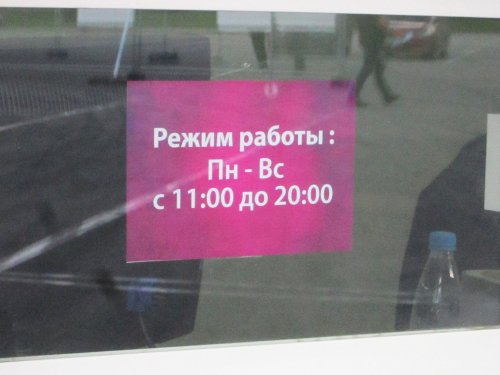 Режим работы :
Пн - Вс
с 11:00 до 20:00